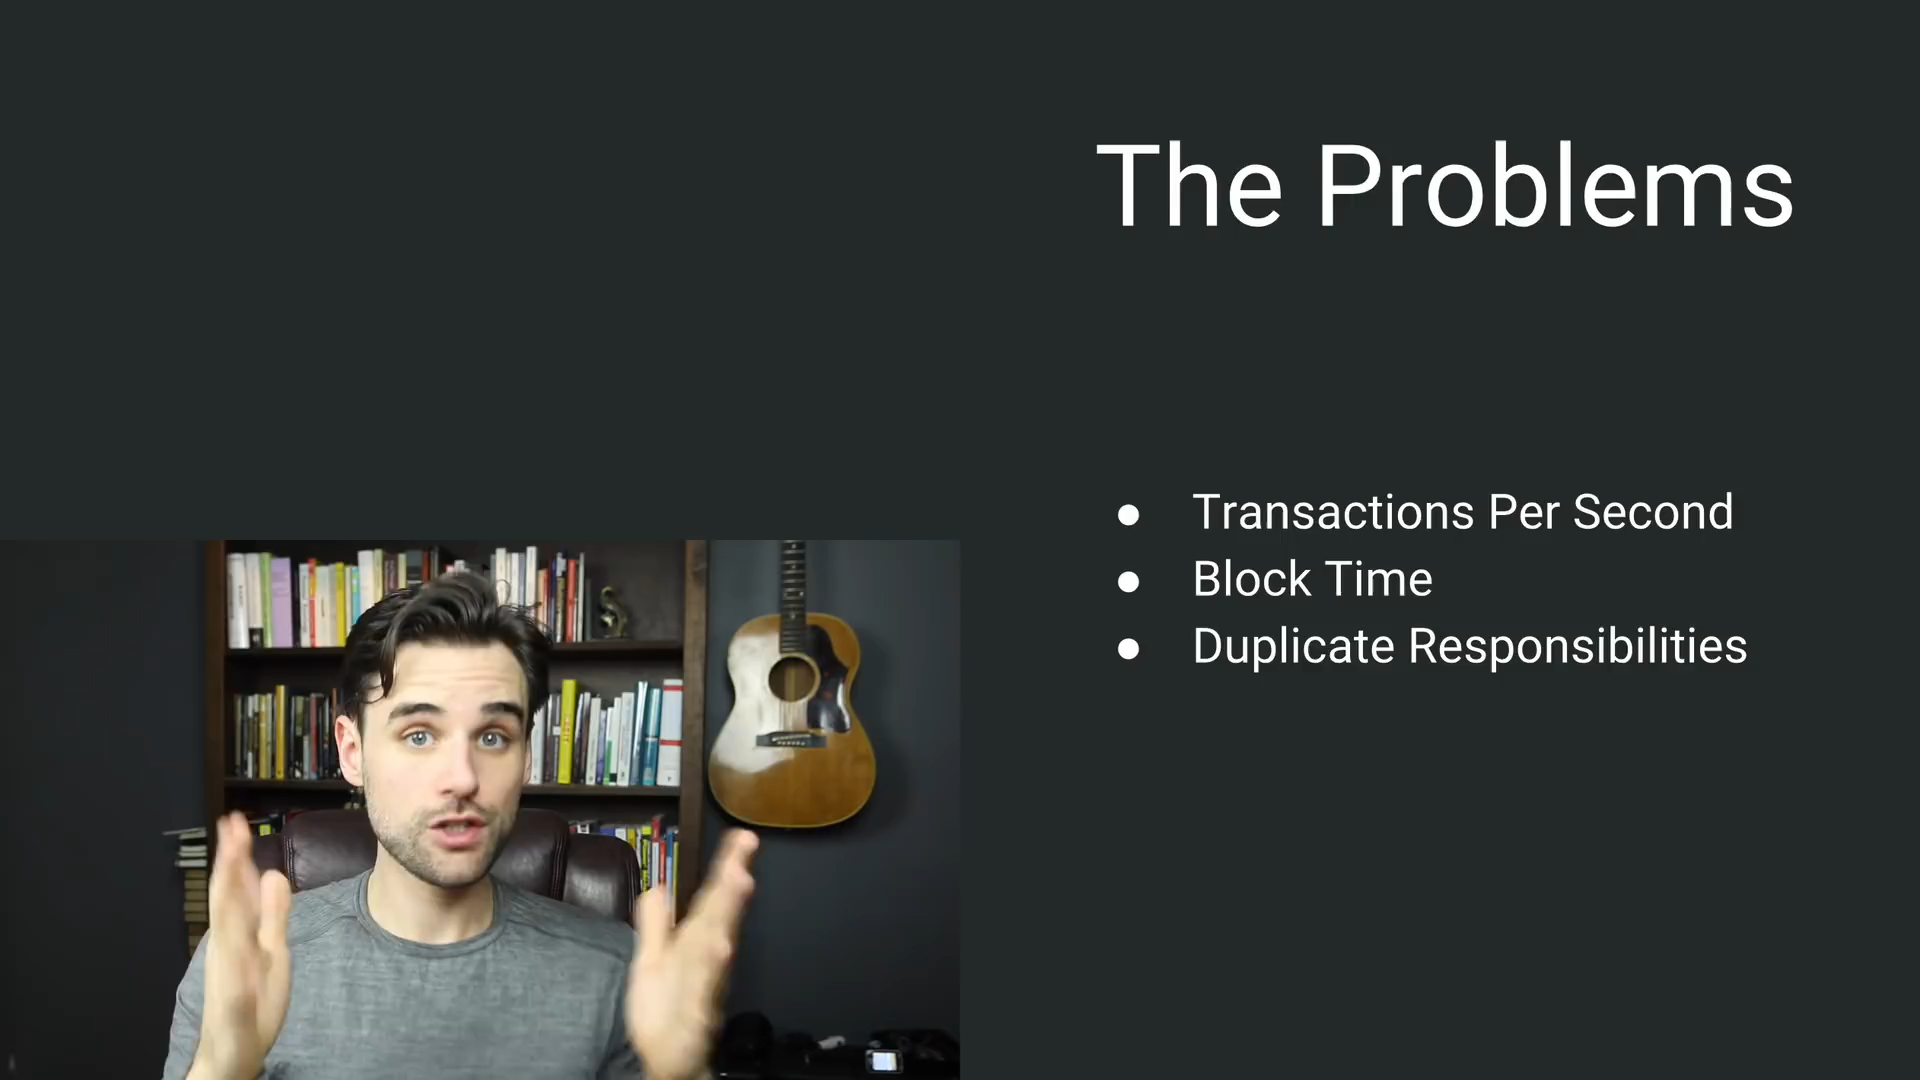 The Problems
● Transactions Per Second
● Block Time
● Duplicate Responsibilities